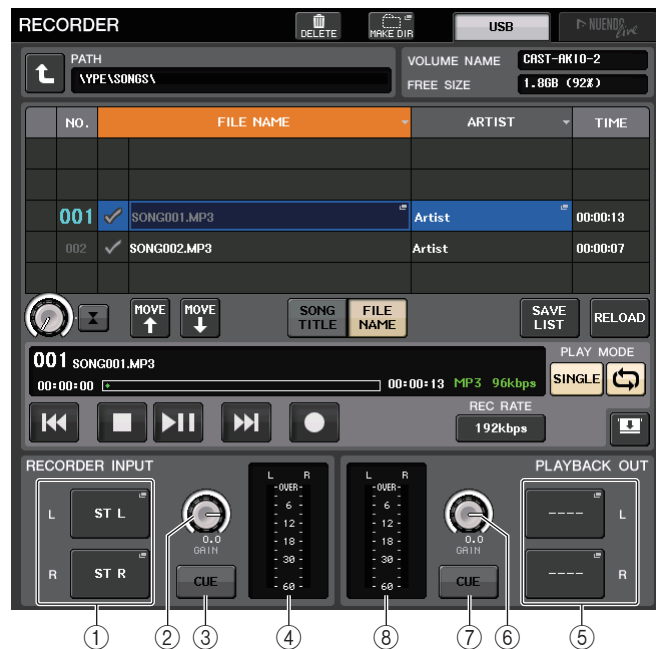 RECORDER
DELETE
MAKE DIR
USB
NUENDO live
PATH
\YPE\SONGS\
VOLUME NAME
CAST-AKIO-2
FREE SIZE
1.8GB (92%)
NO.
FILE NAME
ARTIST
TIME
001
SONG001.MP3
Artist
00:00:13
002
SONG002.MP3
Artist
00:00:07
MOVE
MOVE
SONG TITLE
FILE NAME
SAVE LIST
RELOAD
001 SONG001.MP3
00:00:00
00:00:13 MP3 96kbps
PLAY MODE
SINGLE
REC RATE
192kbps
RECORDER INPUT
PLAYBACK OUT
L
ST L
R
ST R
0.0
GAIN
CUE
L R
-OVER-
- 6 -
- 12 -
- 18 -
- 30 -
- 60 -
L R
-OVER-
- 6 -
- 12 -
- 18 -
- 30 -
- 60 -
0.0
GAIN
CUE
----
L
----
R
① ② ③ ④ ⑧ ⑦ ⑥ ⑤